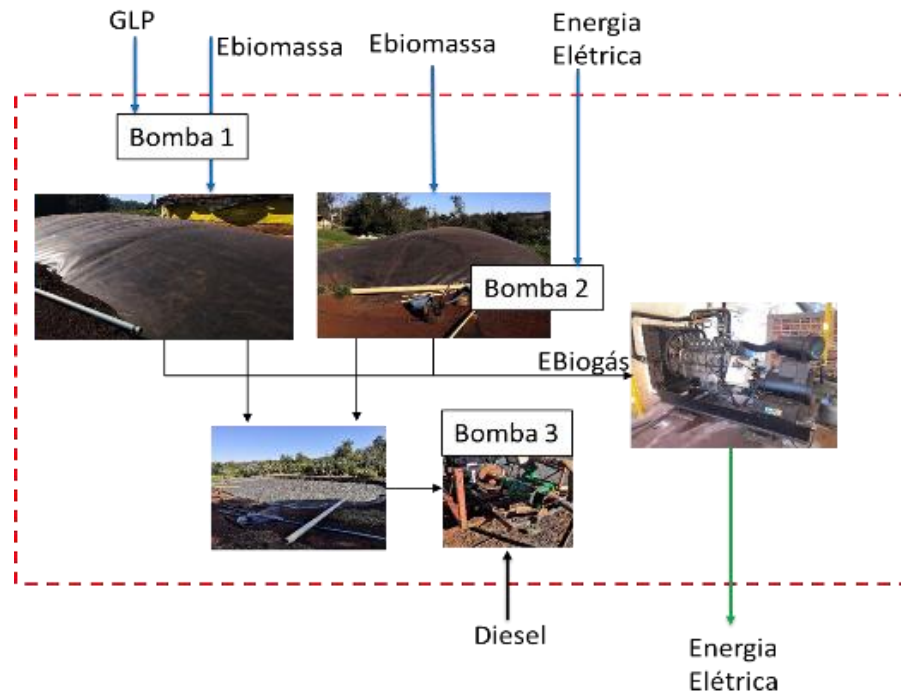 GLP
Ebiomassa
Ebiomassa
Energia
Elétrica
Bomba 1
Bomba 2
EBiogás
Bomba 3
Diesel
Energia
Elétrica